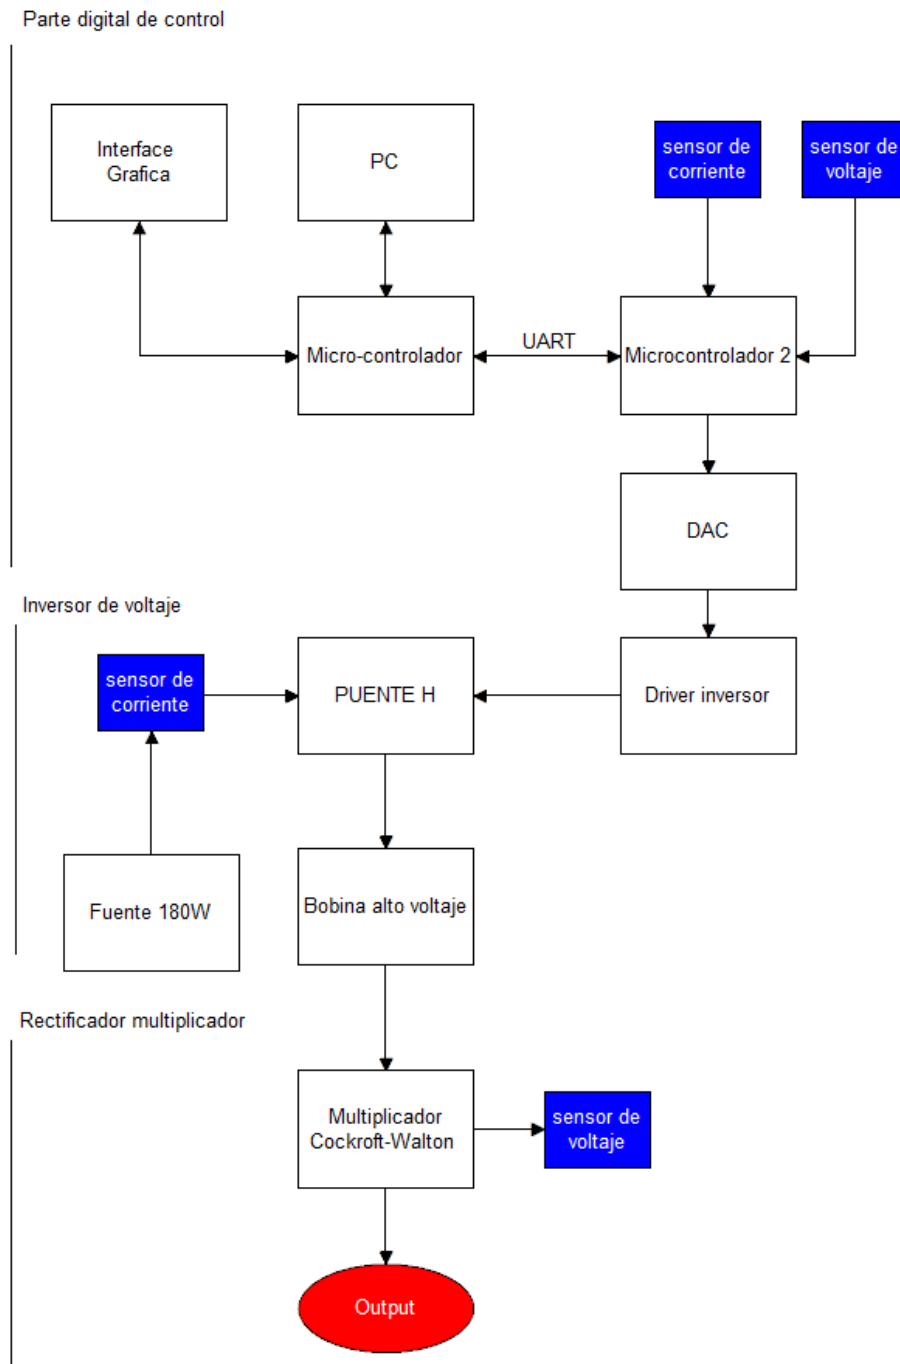 Parte digital de control
Interface
Grafica
PC
sensor de
corriente
sensor de
voltaje
Micro-controlador
UART
Microcontrolador 2
DAC
Inversor de voltaje
sensor de
corriente
PUENTE H
Driver inversor
Fuente 180W
Bobina alto voltaje
Rectificador multiplicador
Multiplicador
Cockroft-Walton
sensor de
voltaje
Output